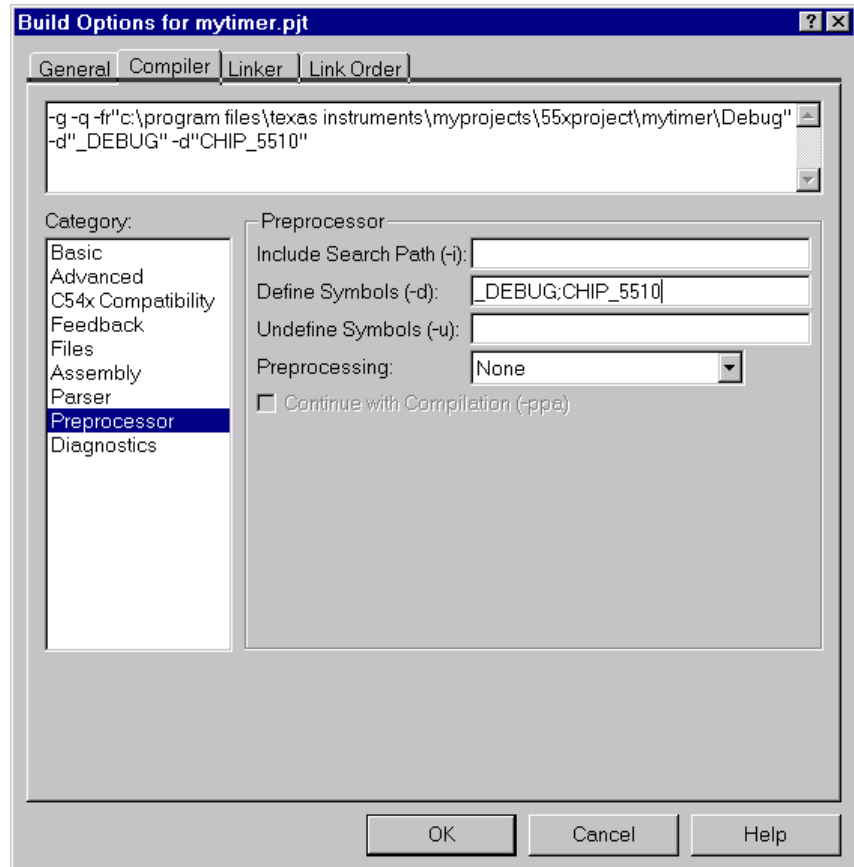 Build Options for mytimer.pjt
General Compiler Linker Link Order
-g -q -fr"c:\program files\texas instruments\myprojects\55xproject\mytimer\Debug"
-d"_DEBUG" -d"CHIP_5510"
Category:
Basic
Advanced
C54x Compatibility
Feedback
Files
Assembly
Parser
Preprocessor
Diagnostics
Preprocessor
Include Search Path (-i):
Define Symbols (-d): _DEBUG;CHIP_5510
Undefine Symbols (-u):
Preprocessing: None
Continue with Compilation (-ppa)
OK Cancel Help